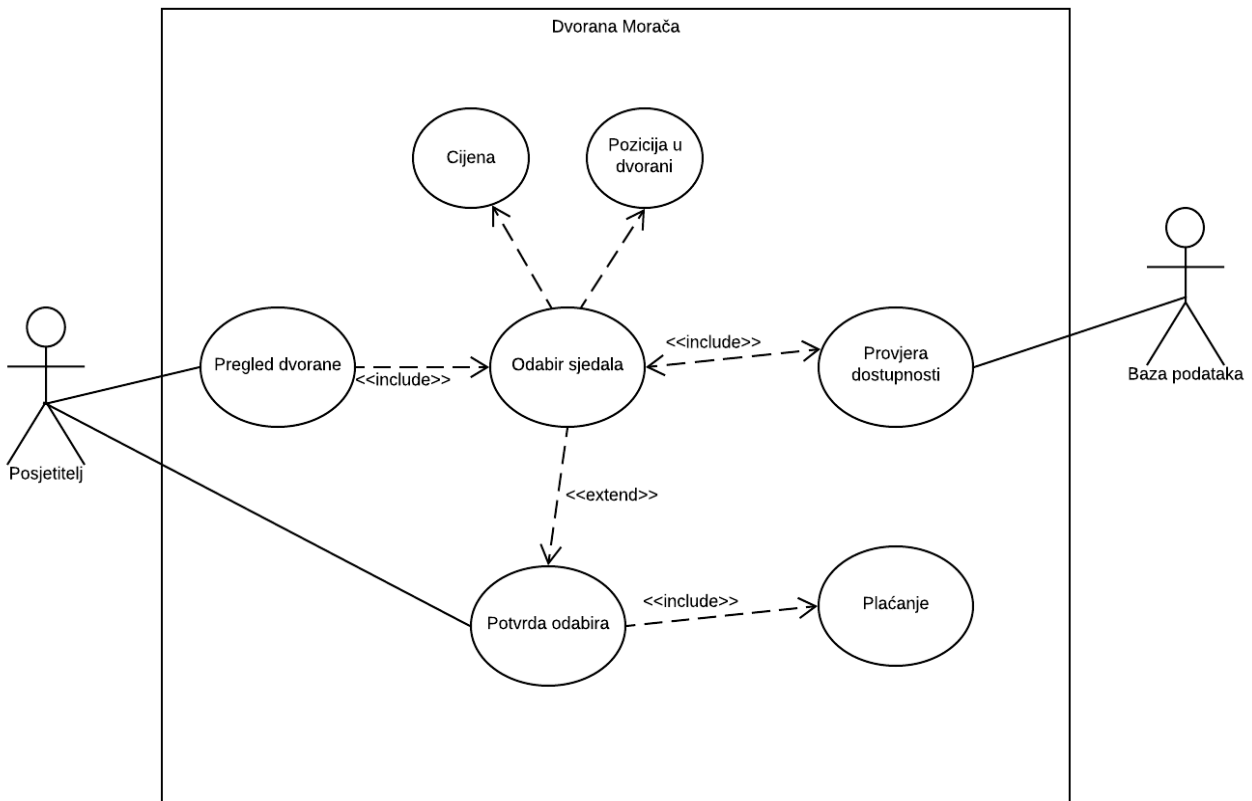 Dvorana Morača
Cijena
Pozicija u
dvorani
Pregled dvorane
<<include>>
Odabir sjedala
<<include>>
Provjera
dostupnosti
Baza podataka
Posjetitelj
<<extend>>
Potvrda odabira
<<include>>
Plaćanje